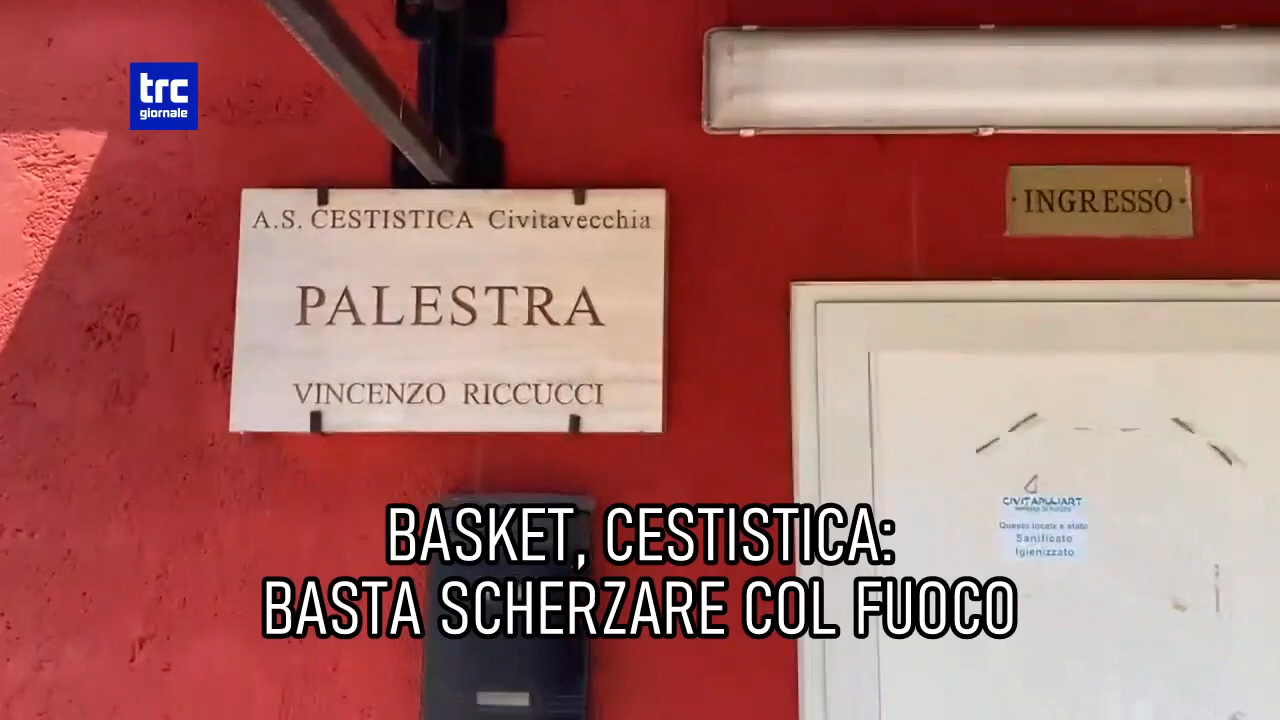 trc
giornale
A.S. CESTISTICA Civitavecchia
PALESTRA
VINCENZO RICCUCCI
INGRESSO
CIVITAPULIART
Questo locale è stato
Sanificato
Igienizzato
BASKET, CESTISTICA:
BASTA SCHERZARE COL FUOCO